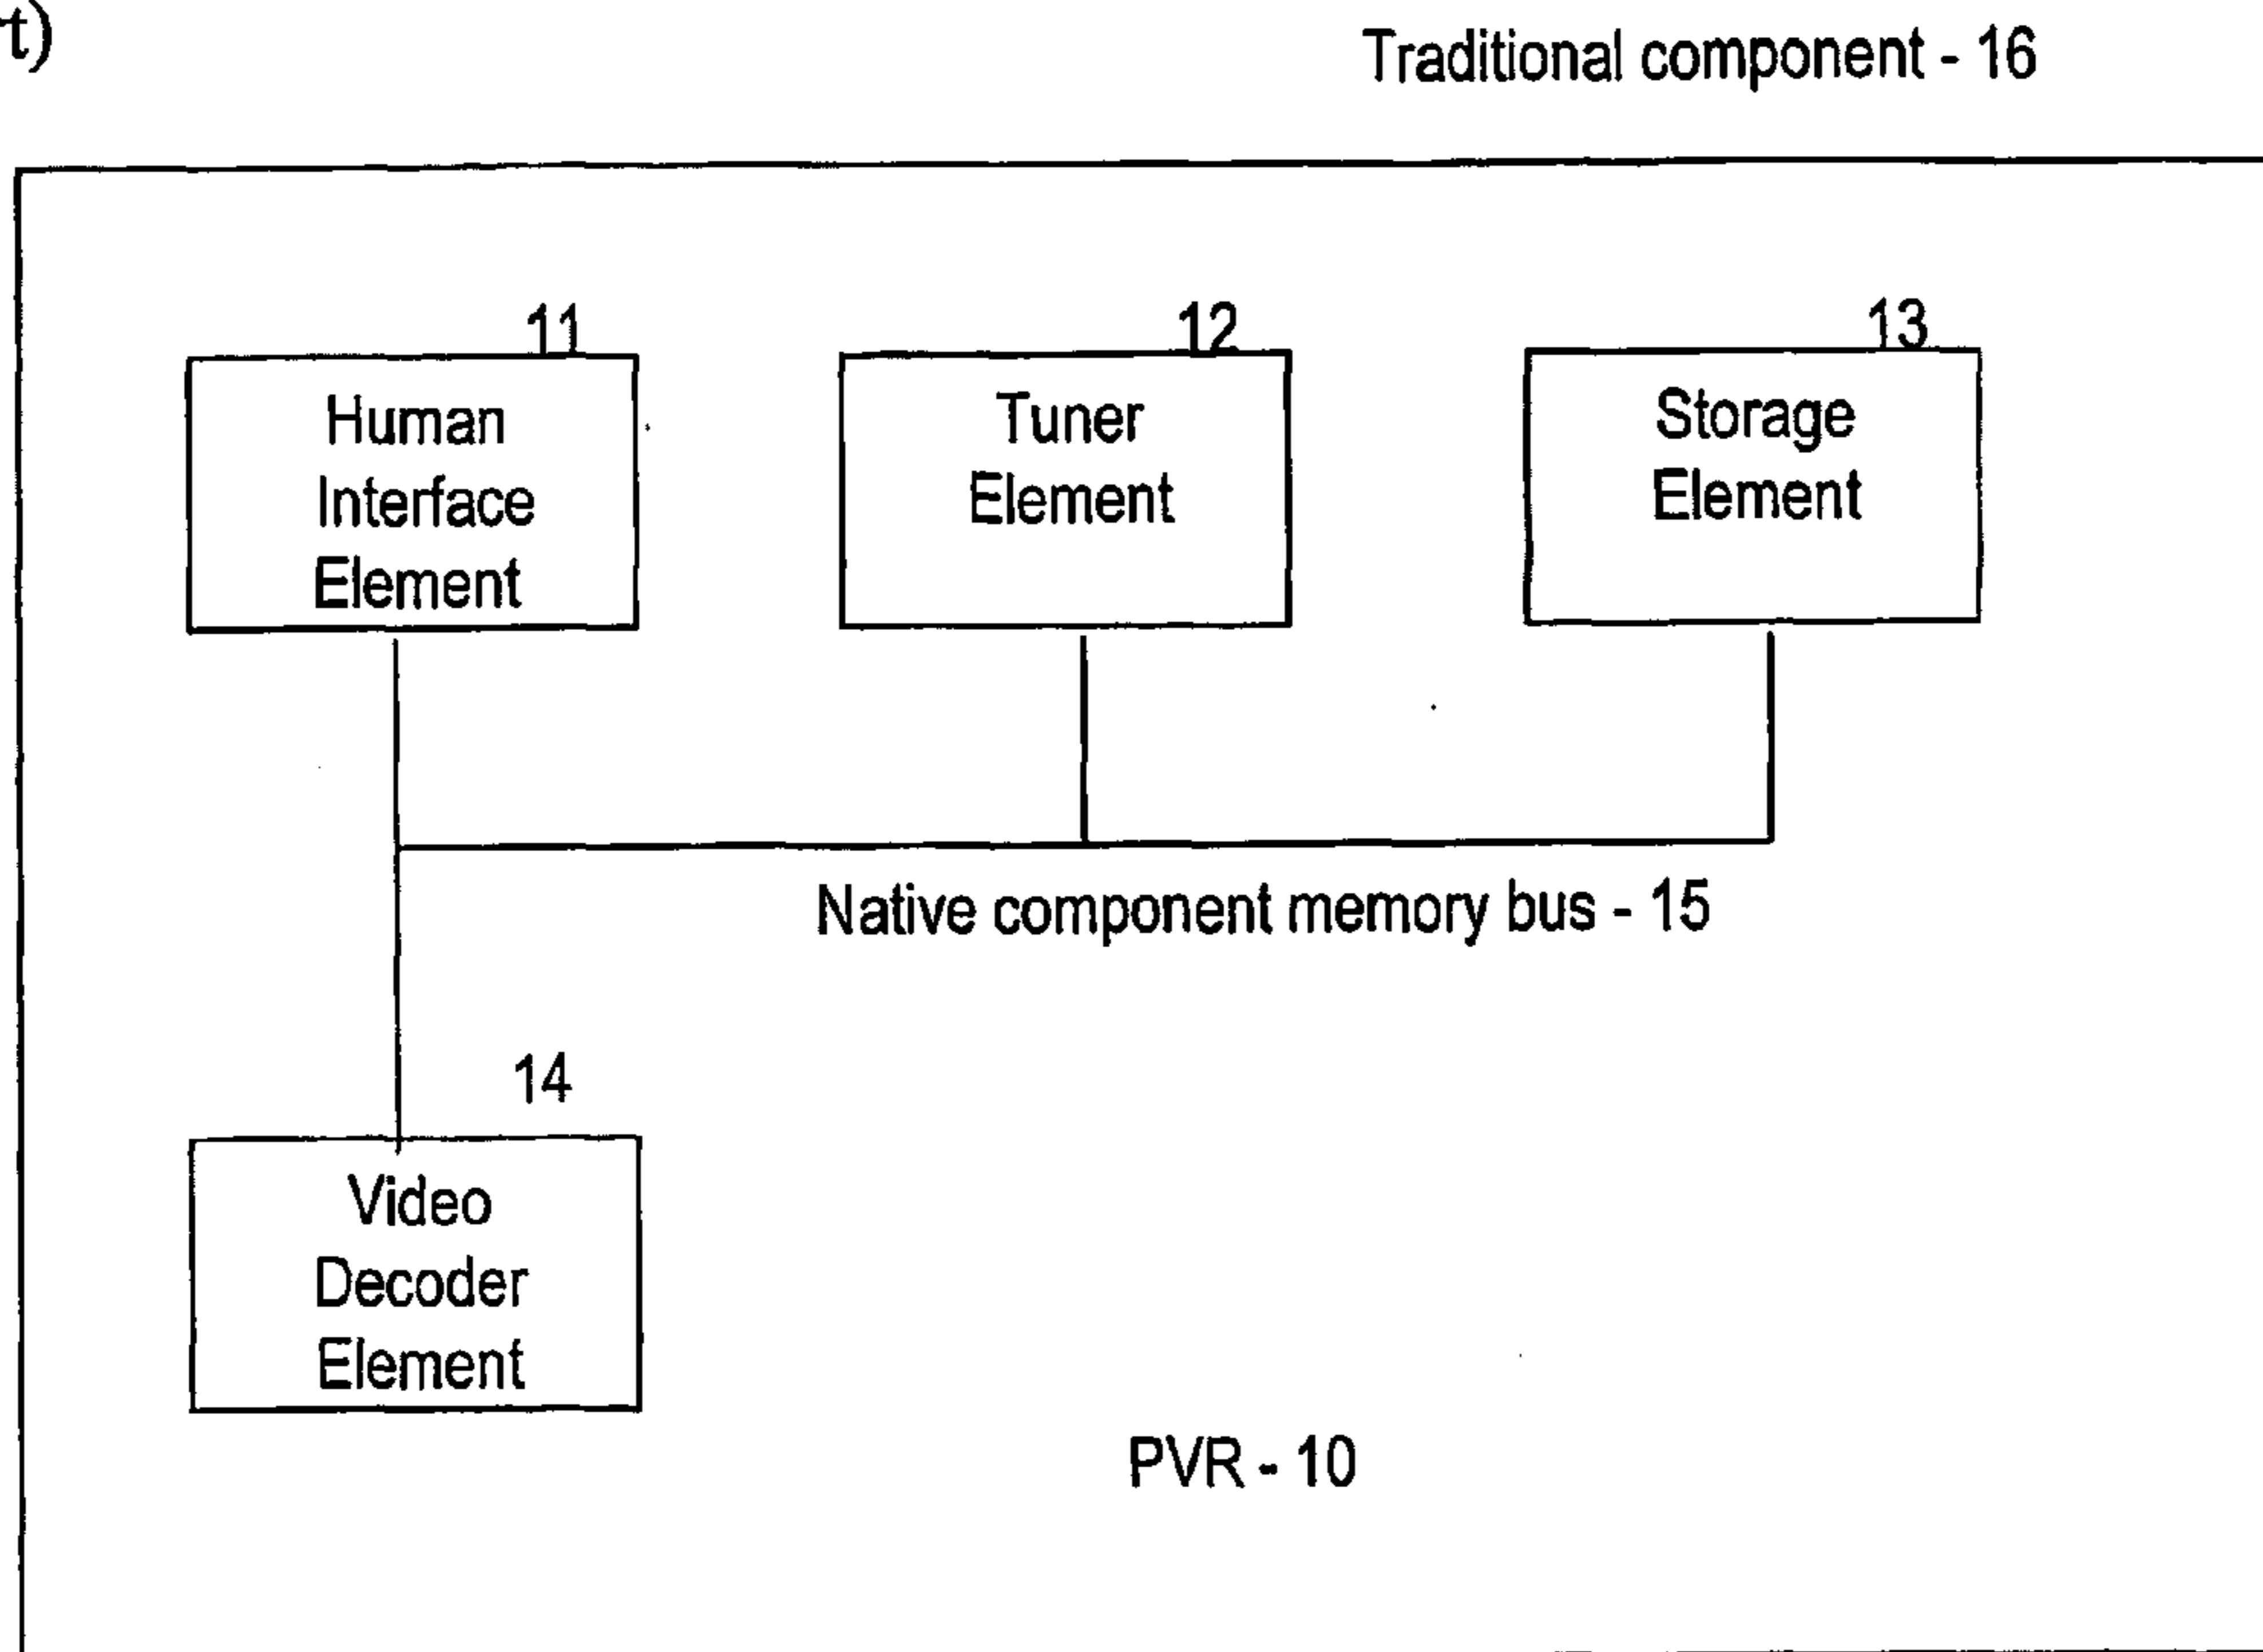 t)
Traditional component - 16
11
12
13
Human
Interface
Element
Tuner
Element
Storage
Element
Native component memory bus - 15
14
Video
Decoder
Element
PVR - 10